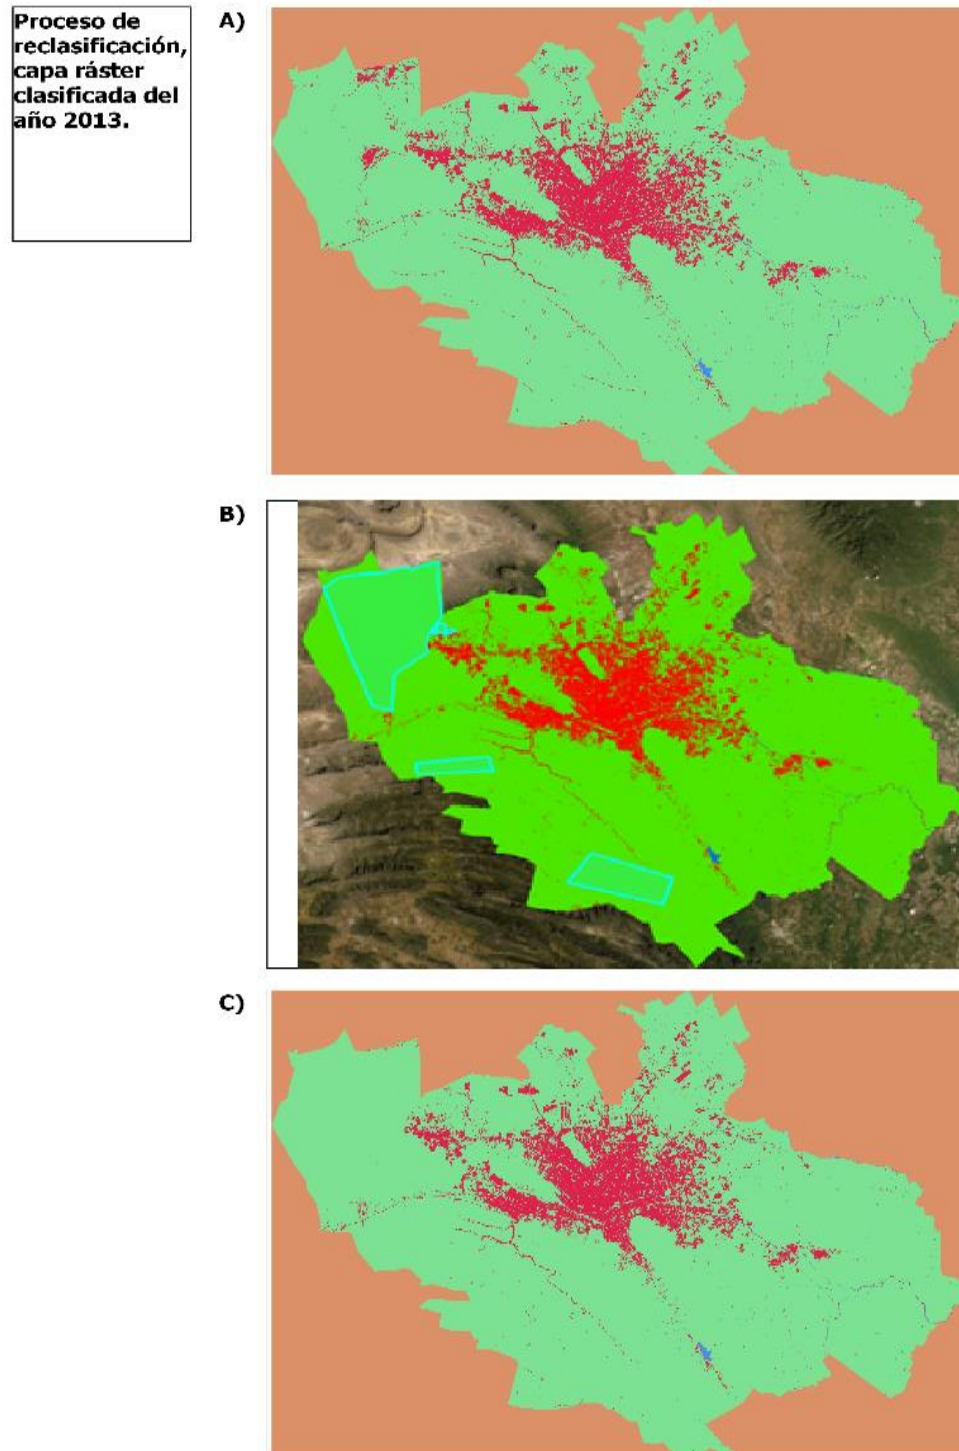 Proceso de
reclasificación,
capa ráster
clasificada del
año 2013.
A)
B)
C)